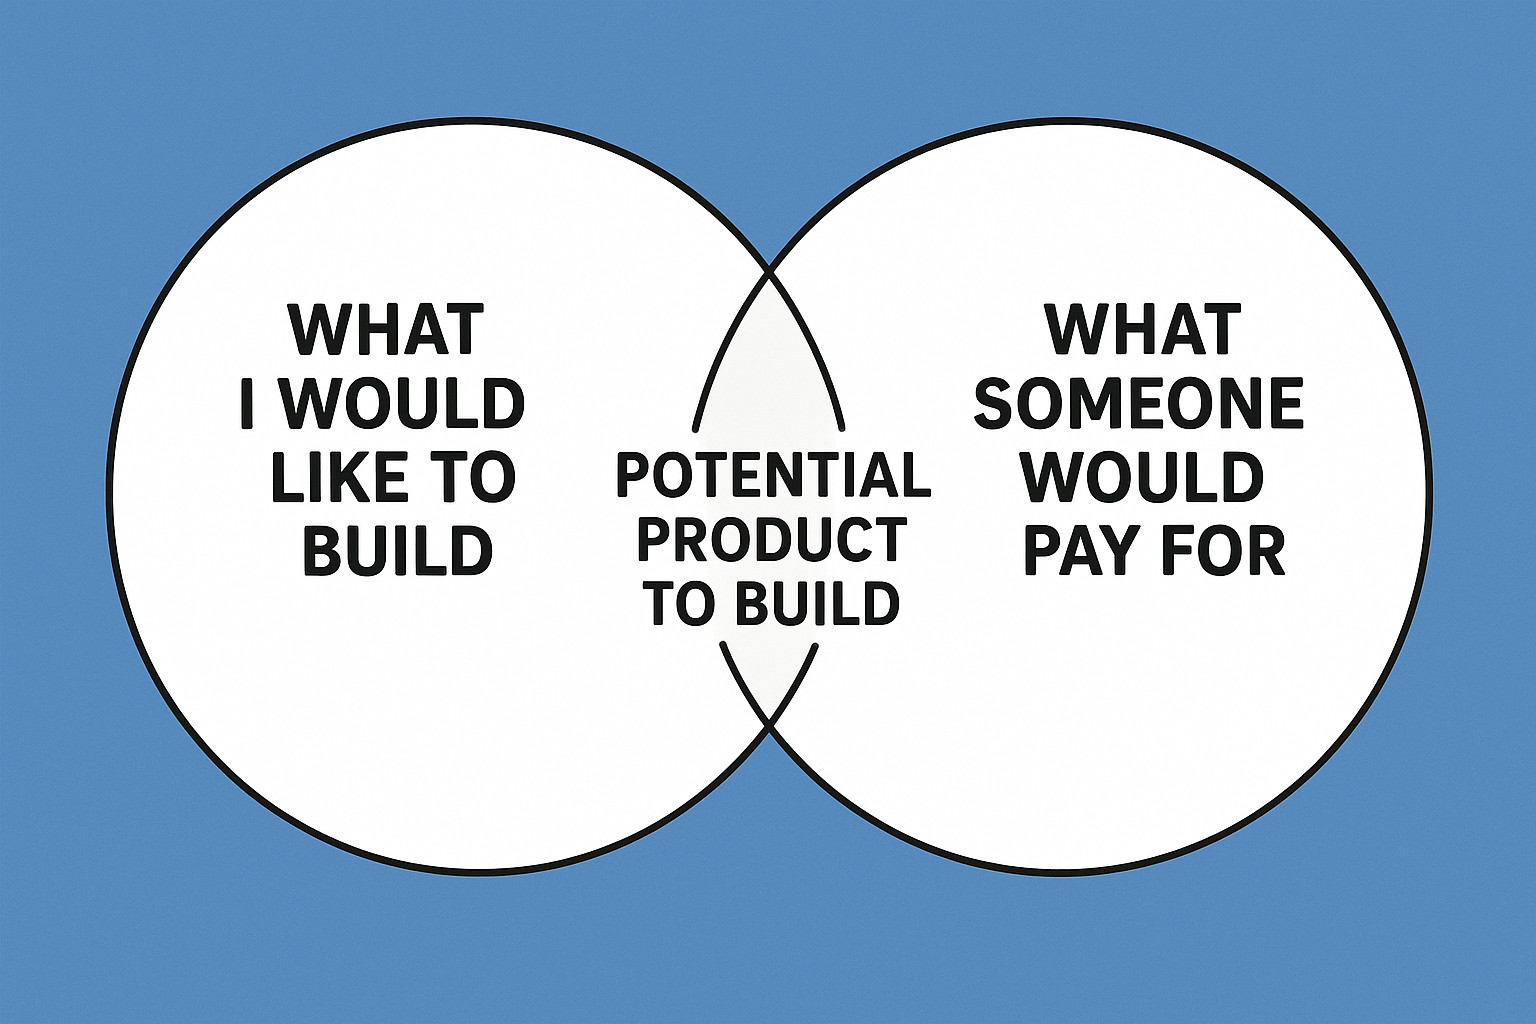 WHAT
I WOULD
LIKE TO
BUILD
POTENTIAL
PRODUCT
TO BUILD
WHAT
SOMEONE
WOULD
PAY FOR